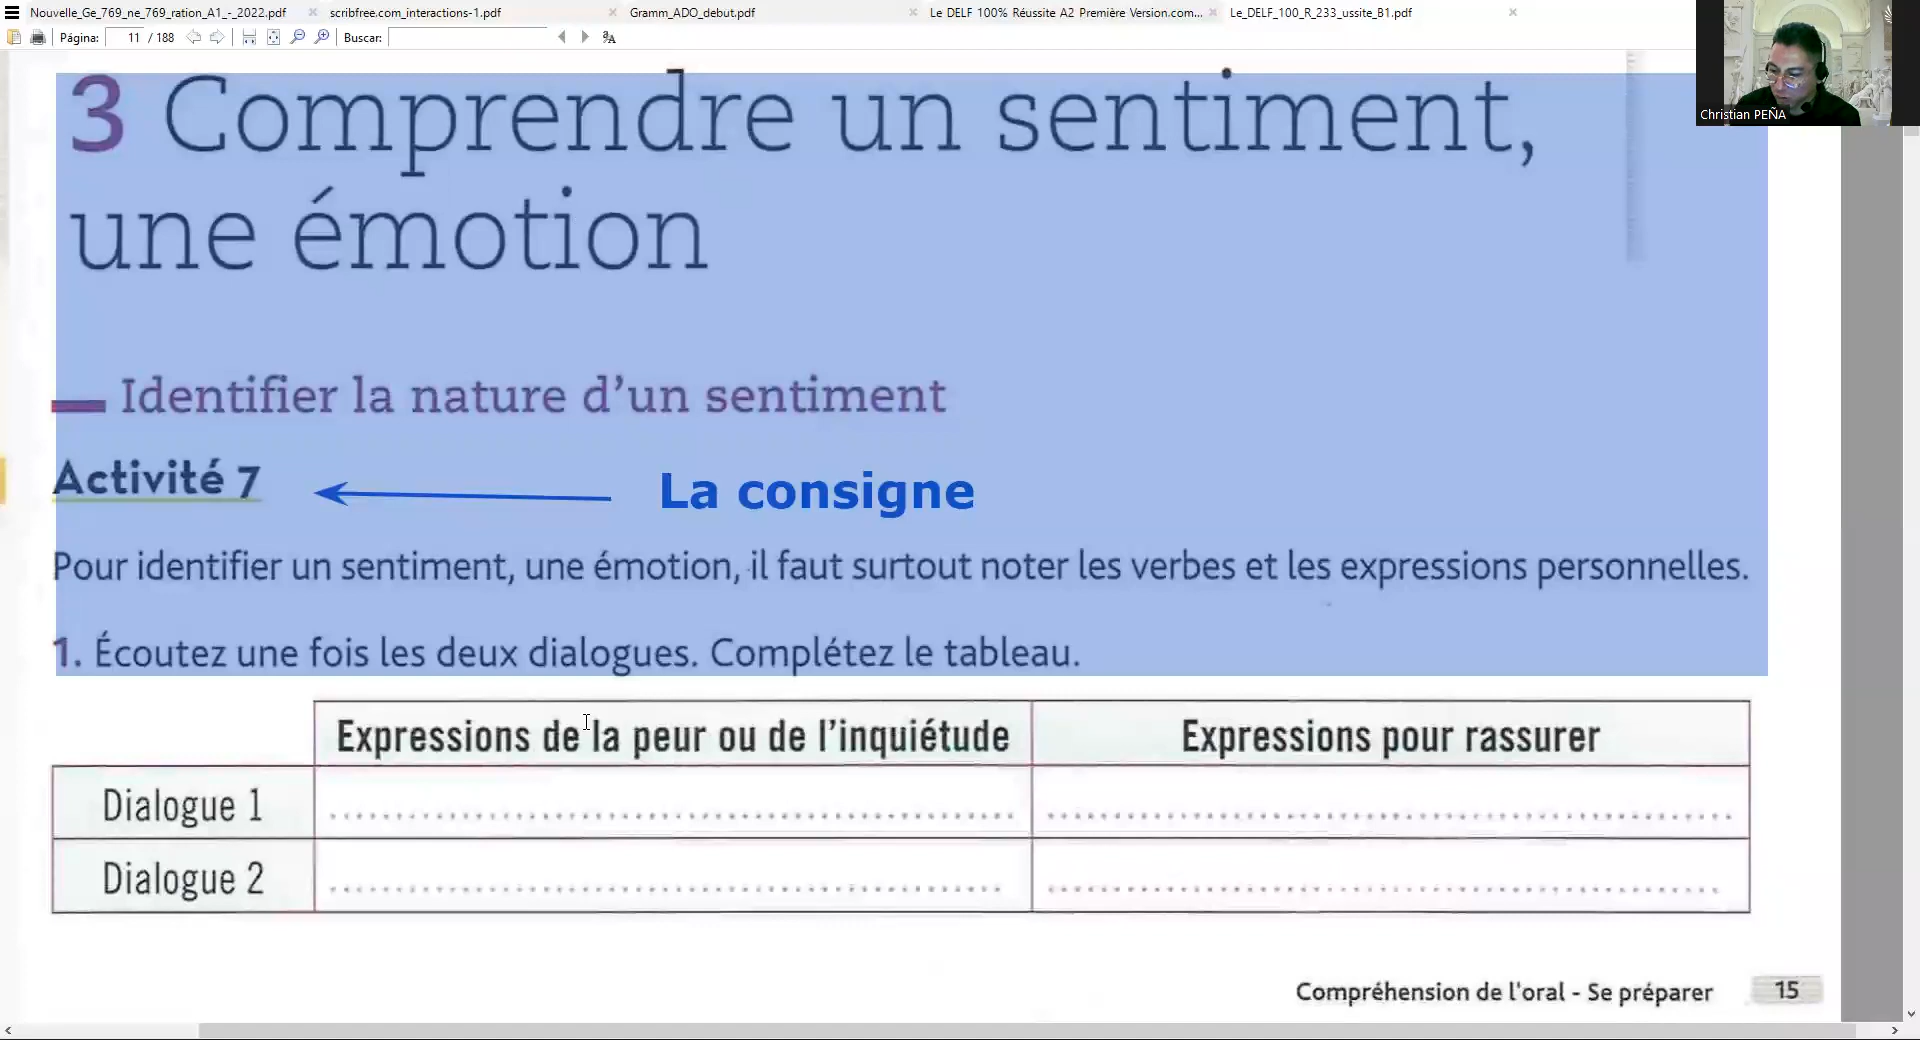 Nouvelle_Ge_769_ne_769_ration_A1_-_2022.pdf
scribfree.com_interactions-1.pdf
Gramm_ADO_debut.pdf
Le DELF 100% Réussite A2 Première Version.com...
Le_DELF_100_R_233_ussite_B1.pdf
Página: 11 / 188
Buscar:
Christian PEÑA
3 Comprendre un sentiment,
une émotion
Identifier la nature d'un sentiment
Activité 7
La consigne
Pour identifier un sentiment, une émotion, il faut surtout noter les verbes et les expressions personnelles.
1. Écoutez une fois les deux dialogues. Complétez le tableau.
Expressions de la peur ou de l'inquiétude
Expressions pour rassurer
Dialogue 1
Dialogue 2
Compréhension de l'oral - Se préparer 15